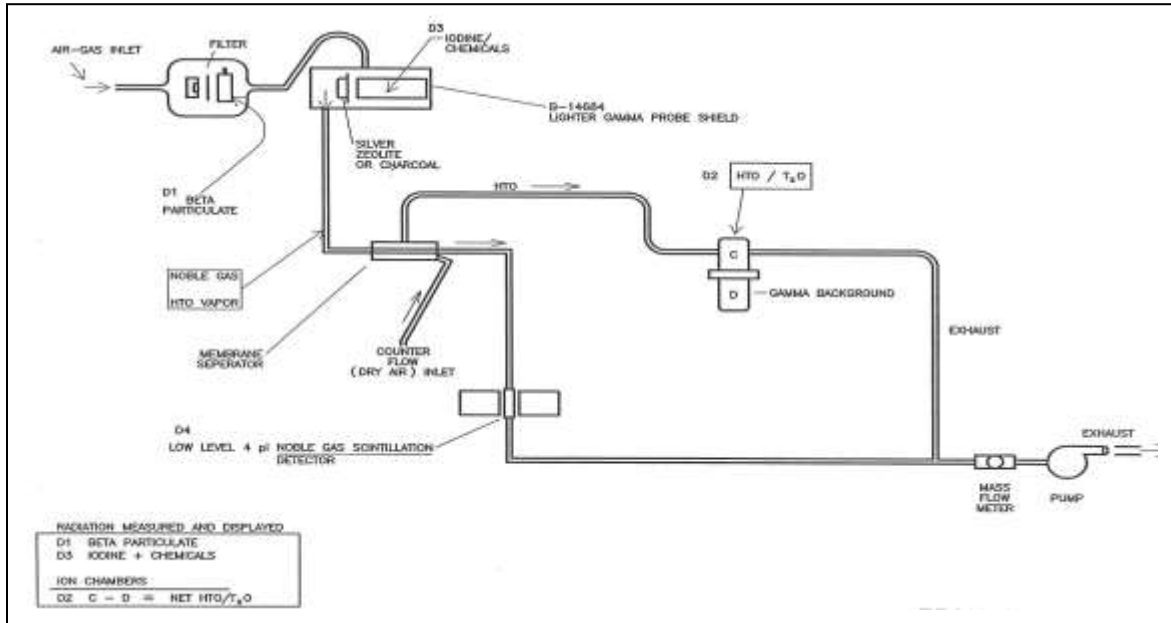 AIR-GAS INLET
FILTER
D1
BETA
PARTICULATE
D3
IODINE/
CHEMICALS
LIGHTER GAMMA PROBE SHIELD
SILVER
ZEOLITE
OR CHARCOAL
HTO
D2
HTO / T₂O
C
D
GAMMA BACKGROUND
NOBLE GAS
HTO VAPOR
MEMBRANE
SEPERATOR
COUNTER
FLOW
(DRY AIR) INLET
EXHAUST
D4
LOW LEVEL 4 pi NOBLE GAS SCINTILLATION
DETECTOR
EXHAUST
MASS
FLOW
METER
PUMP
RADIATION MEASURED AND DISPLAYED
D1 BETA PARTICULATE
D3 IODINE + CHEMICALS
ION CHAMBERS
D2 C - D = NET HTO/T₂O